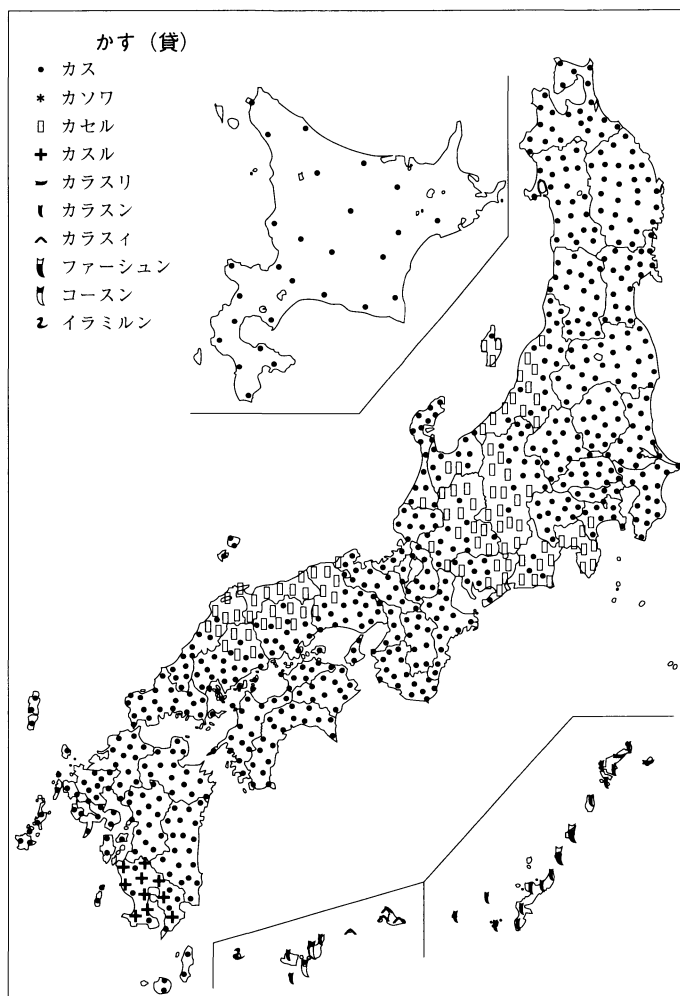 かす（貸）
カス
カソワ
カセル
カスル
カラスリ
カラスン
カラスィ
ファーシュン
コースン
イラミルン